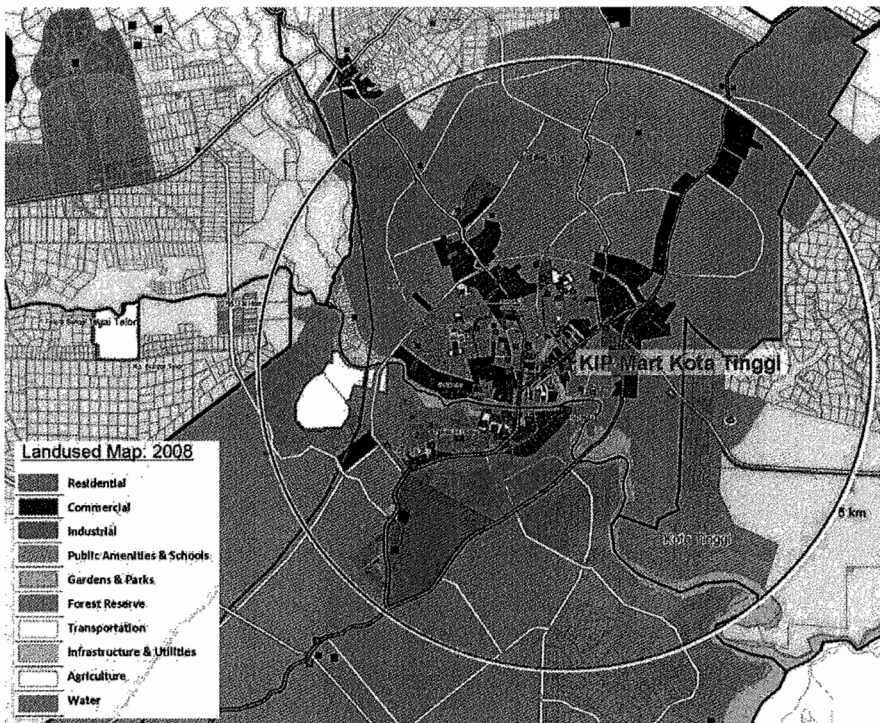 KIP Mart Kota Tinggi
6 km
Kota Tinggi
Landused Map: 2008
Residential
Commercial
Industrial
Public Amenities & Schools
Gardens & Parks
Forest Reserve
Transportation
Infrastructure & Utilities
Agriculture
Water